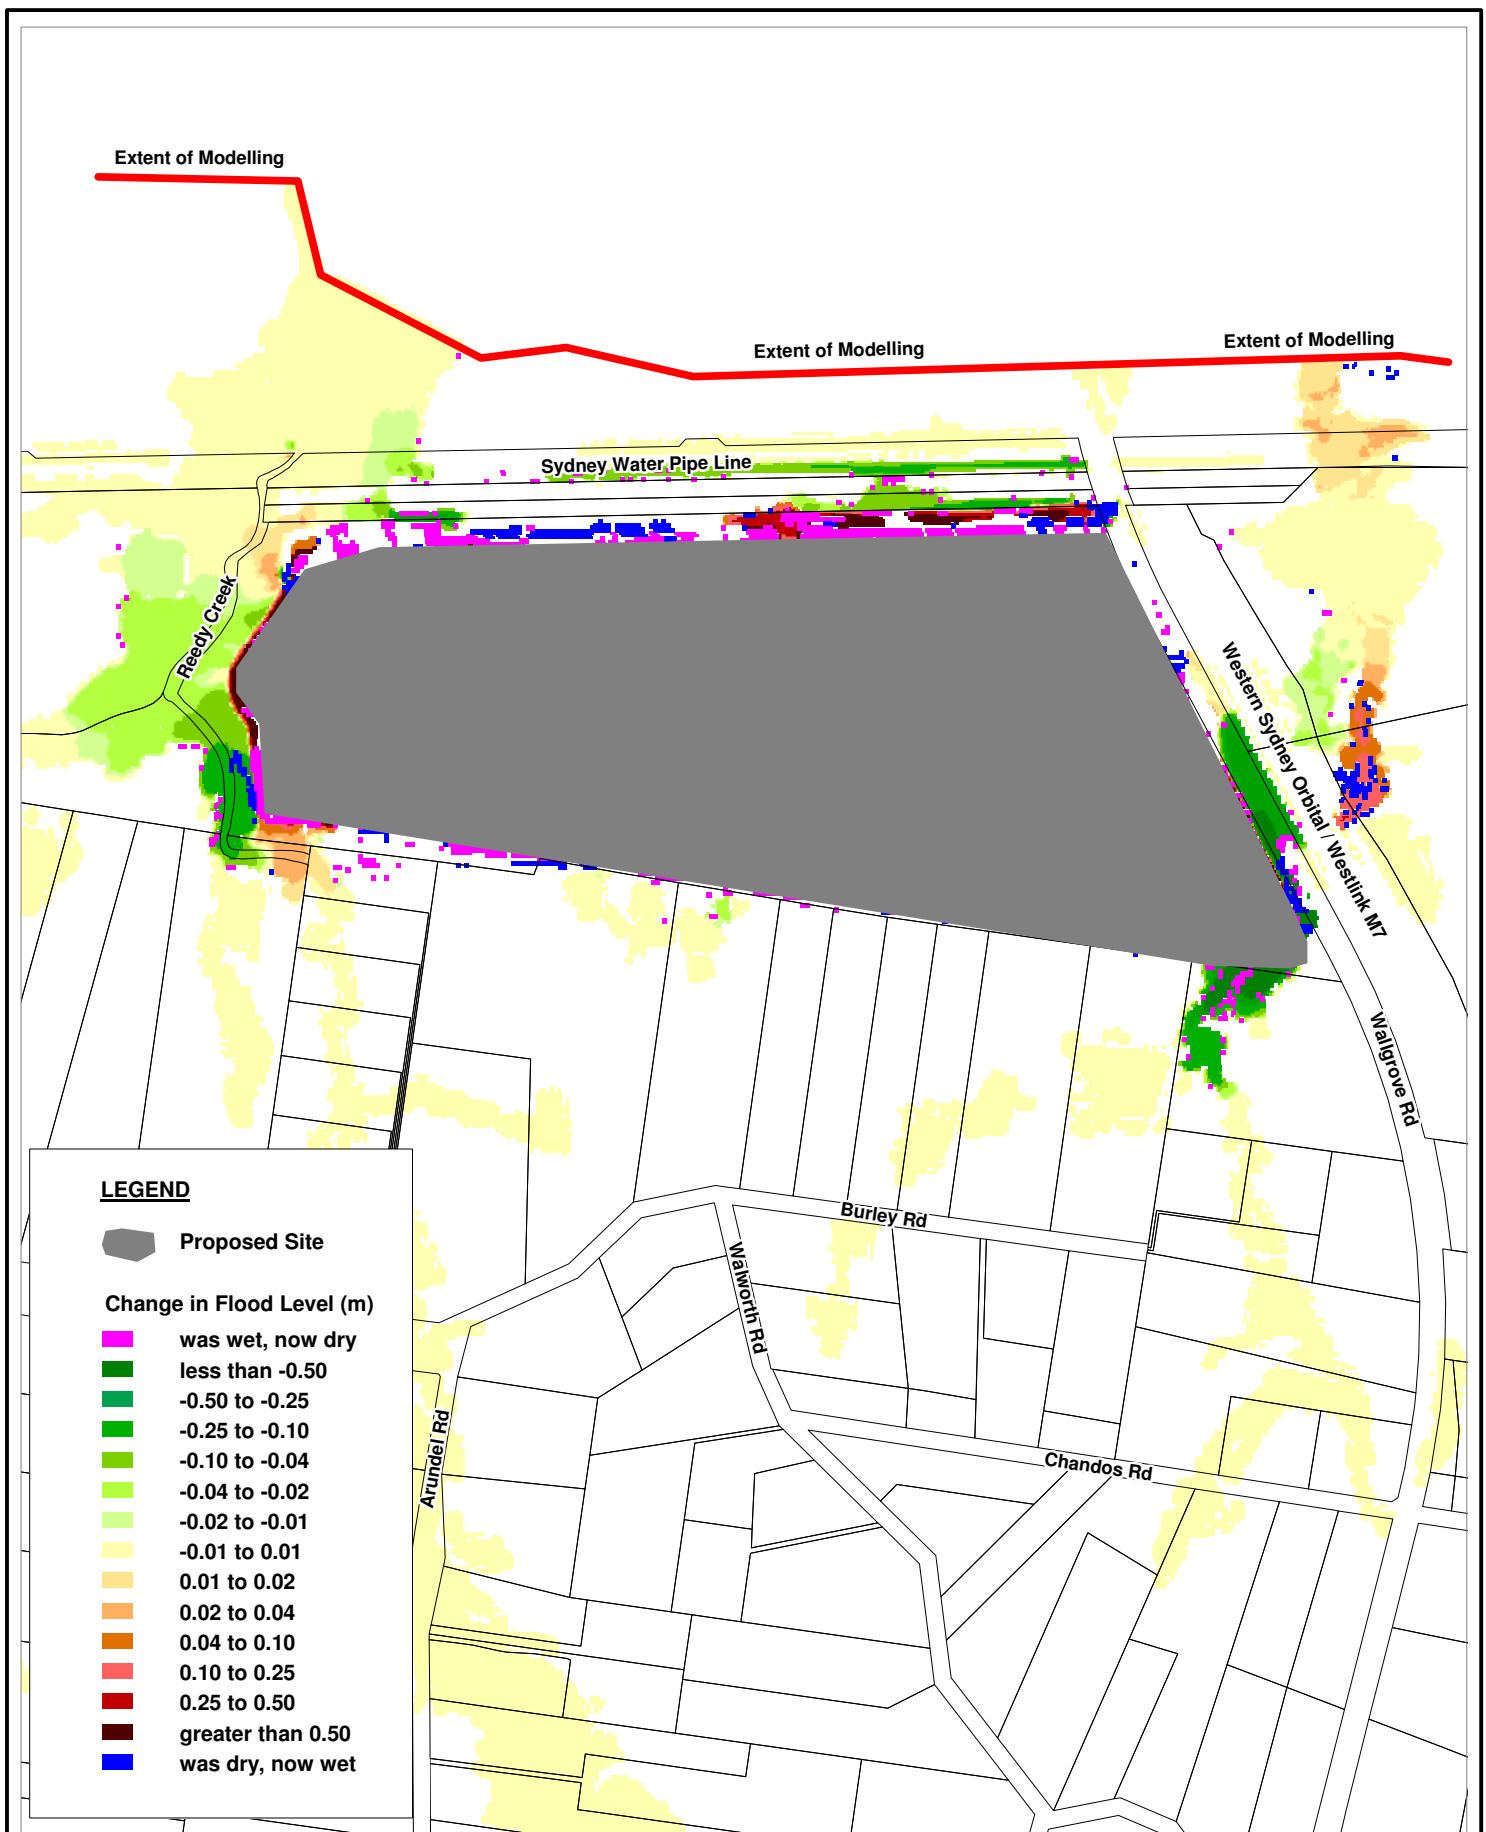 Extent of Modelling
Extent of Modelling
Extent of Modelling
Sydney Water Pipe Line
Reedy Creek
Western Sydney Orbital / Westlink M7
Wallgrove Rd
Burley Rd
Walworth Rd
Arundel Rd
Chandos Rd
LEGEND
Proposed Site
Change in Flood Level (m)
was wet, now dry
less than -0.50
-0.50 to -0.25
-0.25 to -0.10
-0.10 to -0.04
-0.04 to -0.02
-0.02 to -0.01
-0.01 to 0.01
0.01 to 0.02
0.02 to 0.04
0.04 to 0.10
0.10 to 0.25
0.25 to 0.50
greater than 0.50
was dry, now wet